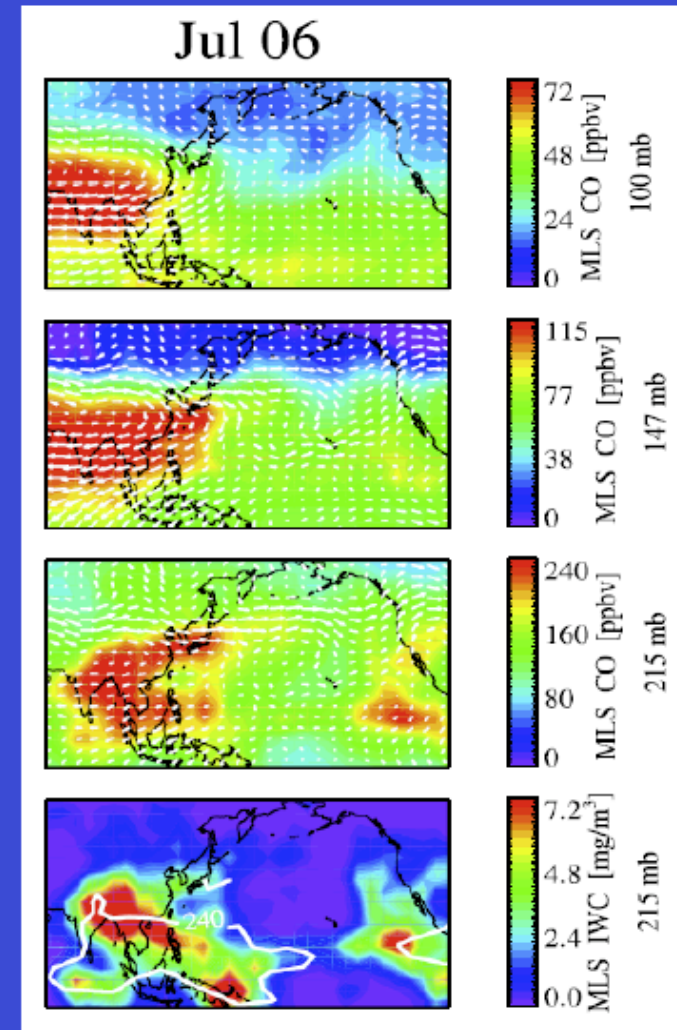 Jul 06
72
48
24
0
MLS CO [ppbv]
100 mb
115
77
38
0
MLS CO [ppbv]
147 mb
240
160
80
0
MLS CO [ppbv]
215 mb
240
7.2
4.8
2.4
0.0
MLS IWC [mg/m³]
215 mb